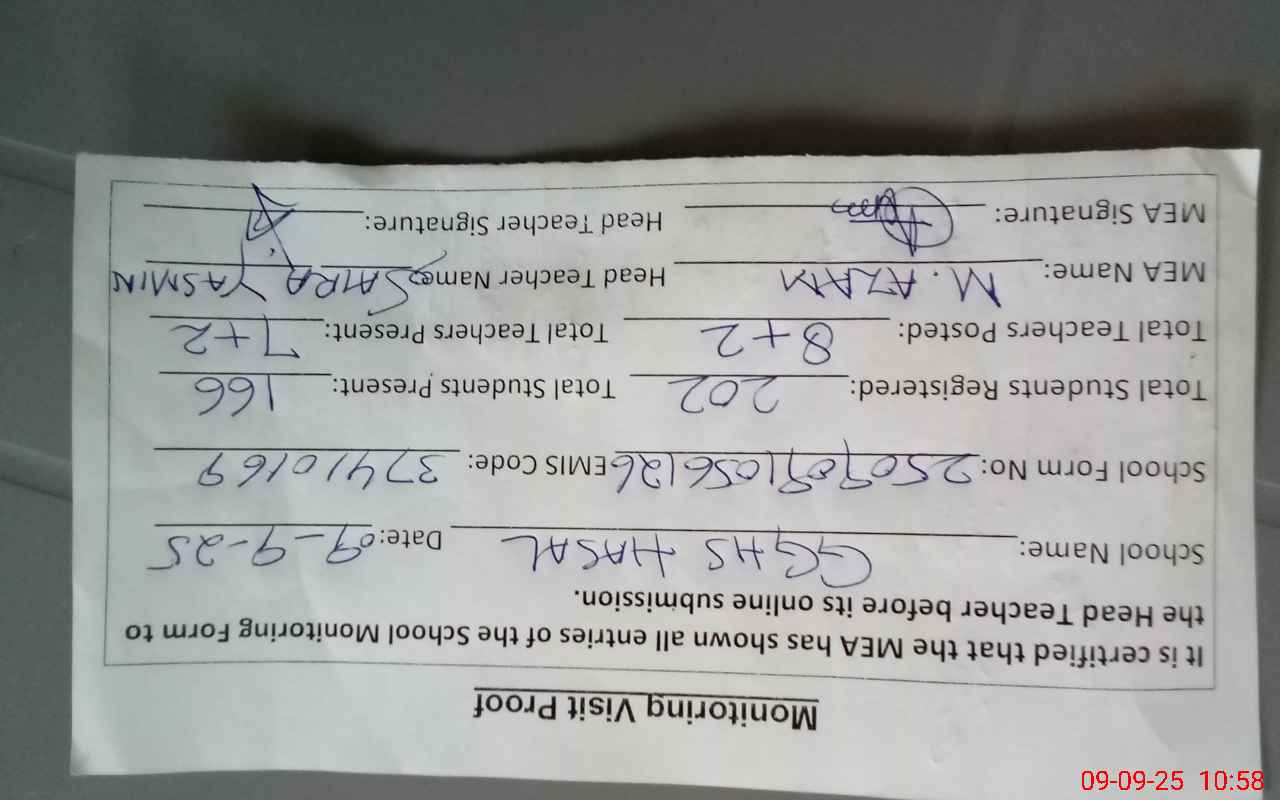 Monitoring Visit Proof
It is certified that the MEA has shown all entries of the School Monitoring Form to
the Head Teacher before its online submission.
School Name: GGHS HASAL Date: 09-9-25
School Form No: 2509091056126 EMIS Code: 37410169
Total Students Registered: 202 Total Students Present: 166
Total Teachers Posted: 8+2 Total Teachers Present: 7+2
MEA Name: M. AZAM Head Teacher Name: SAIRA YASMIN
MEA Signature: Head Teacher Signature:
09-09-25 10:58